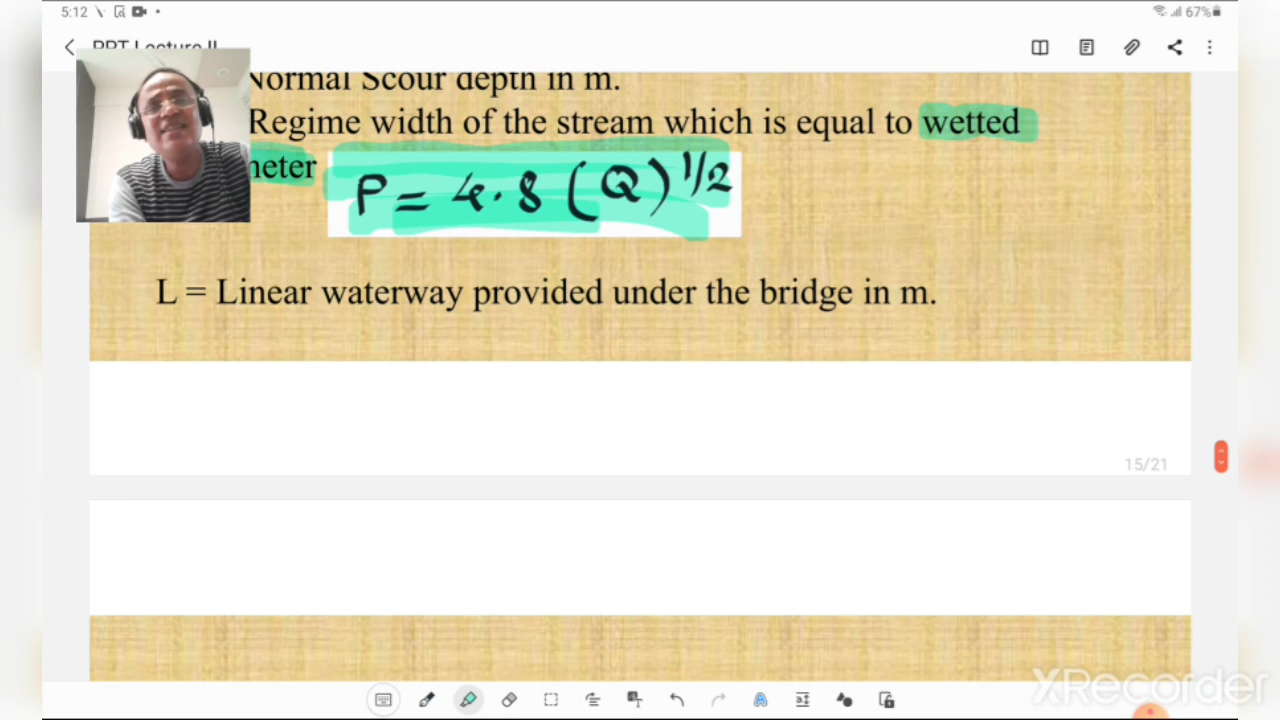 5:12
67%
PPT Lecture II
Normal Scour depth in m.
Regime width of the stream which is equal to wetted
meter P = 4.8 (Q)^1/2
L = Linear waterway provided under the bridge in m.
15/21
XRecorder